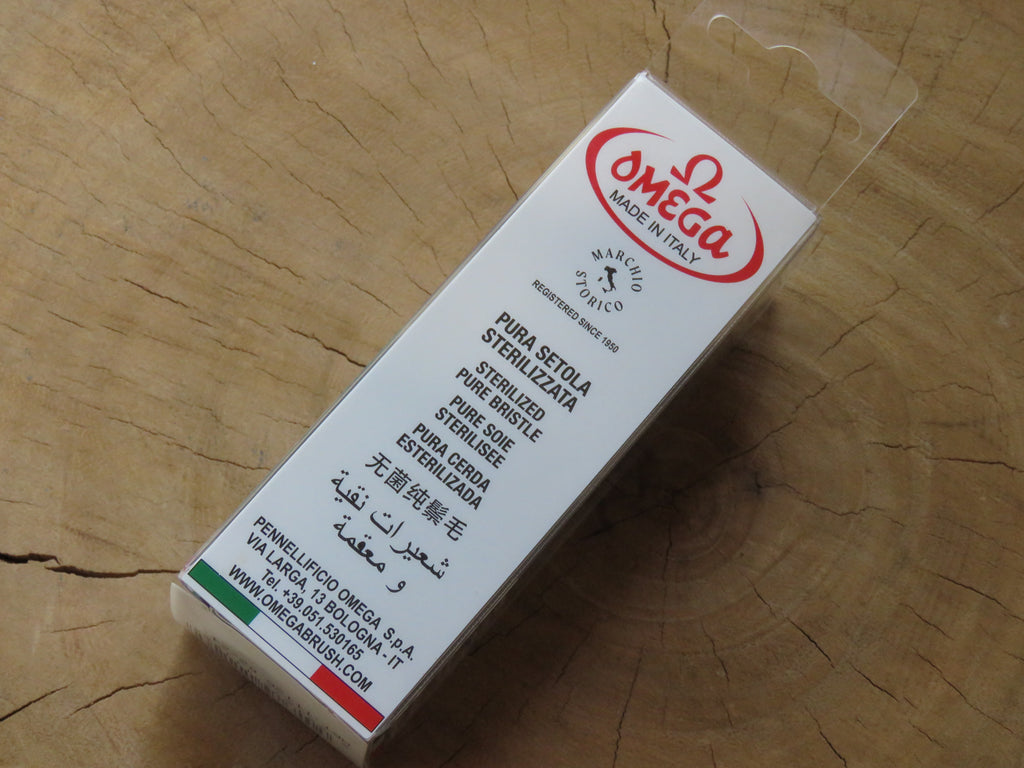 Ω
OMEGA
MADE IN ITALY
MARCHIO
STORICO
REGISTERED SINCE 1950
PURA SETOLA
STERILIZZATA
STERILIZED
PURE BRISTLE
PURE SOIE
STERILISEE
PURA CERDA
ESTERILIZADA
无菌纯鬃毛
شعيرات نقية
و معقمة
PENNELLIFICIO OMEGA S.p.A.
VIA LARGA, 13 BOLOGNA - IT
Tel. +39.051.530165
WWW.OMEGABRUSH.COM